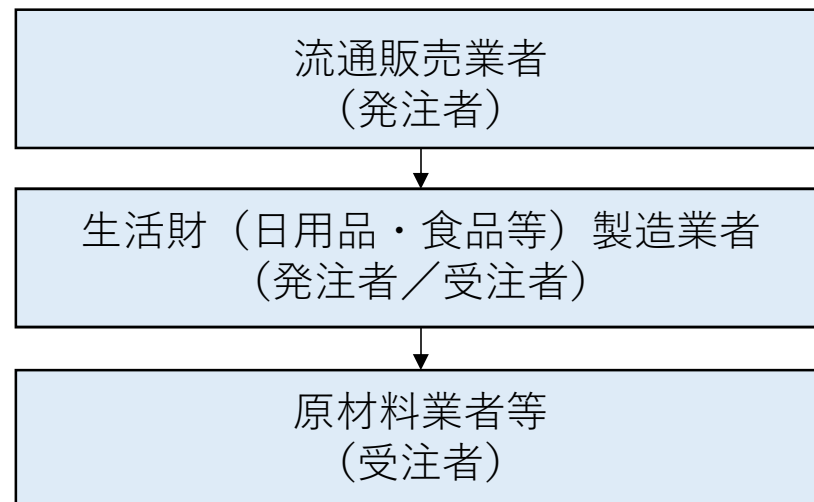 流通販売業者
（発注者）
生活財（日用品・食品等）製造業者
（発注者／受注者）
原材料業者等
（受注者）